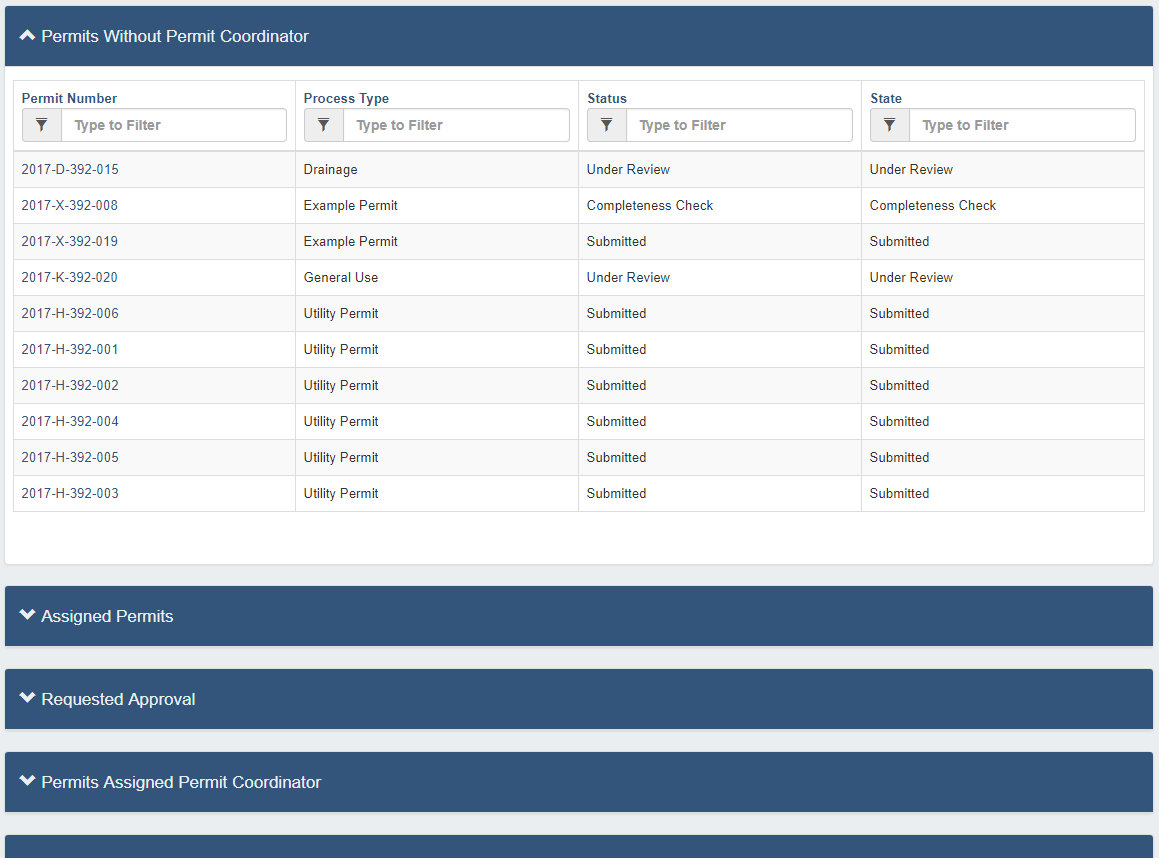 Permits Without Permit Coordinator
Permit Number Process Type Status State
Type to Filter Type to Filter Type to Filter Type to Filter
2017-D-392-015 Drainage Under Review Under Review
2017-X-392-008 Example Permit Completeness Check Completeness Check
2017-X-392-019 Example Permit Submitted Submitted
2017-K-392-020 General Use Under Review Under Review
2017-H-392-006 Utility Permit Submitted Submitted
2017-H-392-001 Utility Permit Submitted Submitted
2017-H-392-002 Utility Permit Submitted Submitted
2017-H-392-004 Utility Permit Submitted Submitted
2017-H-392-005 Utility Permit Submitted Submitted
2017-H-392-003 Utility Permit Submitted Submitted
Assigned Permits
Requested Approval
Permits Assigned Permit Coordinator